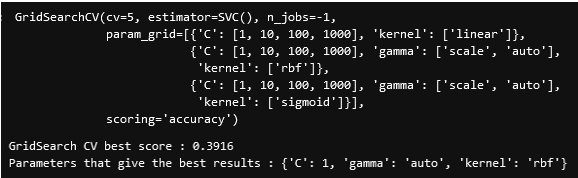 GridSearchCV(cv=5, estimator=SVC(), n_jobs=-1,
param_grid=[{'C': [1, 10, 100, 1000], 'kernel': ['linear']},
{'C': [1, 10, 100, 1000], 'gamma': ['scale', 'auto'],
'kernel': ['rbf']},
{'C': [1, 10, 100, 1000], 'gamma': ['scale', 'auto'],
'kernel': ['sigmoid']}],
scoring='accuracy')
GridSearch CV best score : 0.3916
Parameters that give the best results : {'C': 1, 'gamma': 'auto', 'kernel': 'rbf'}